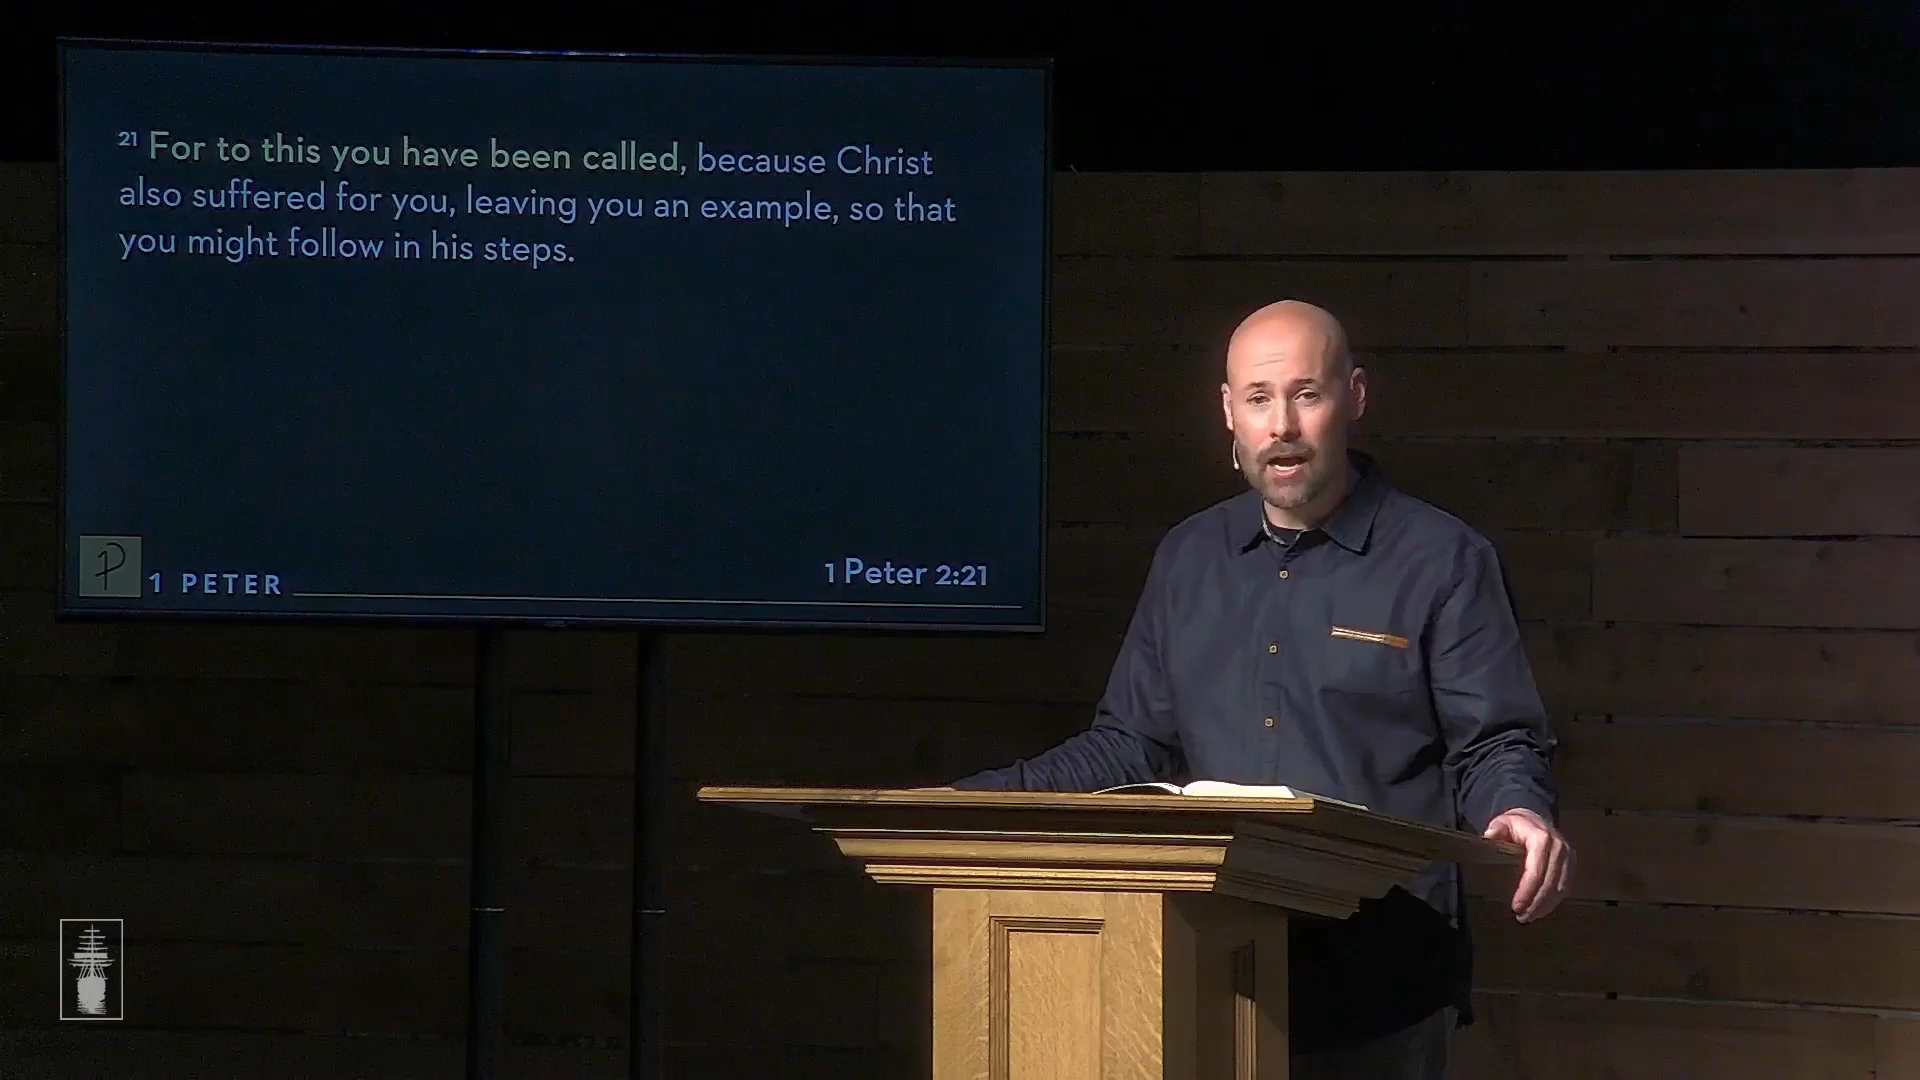 21 For to this you have been called, because Christ
also suffered for you, leaving you an example, so that
you might follow in his steps.
1 PETER
1 Peter 2:21